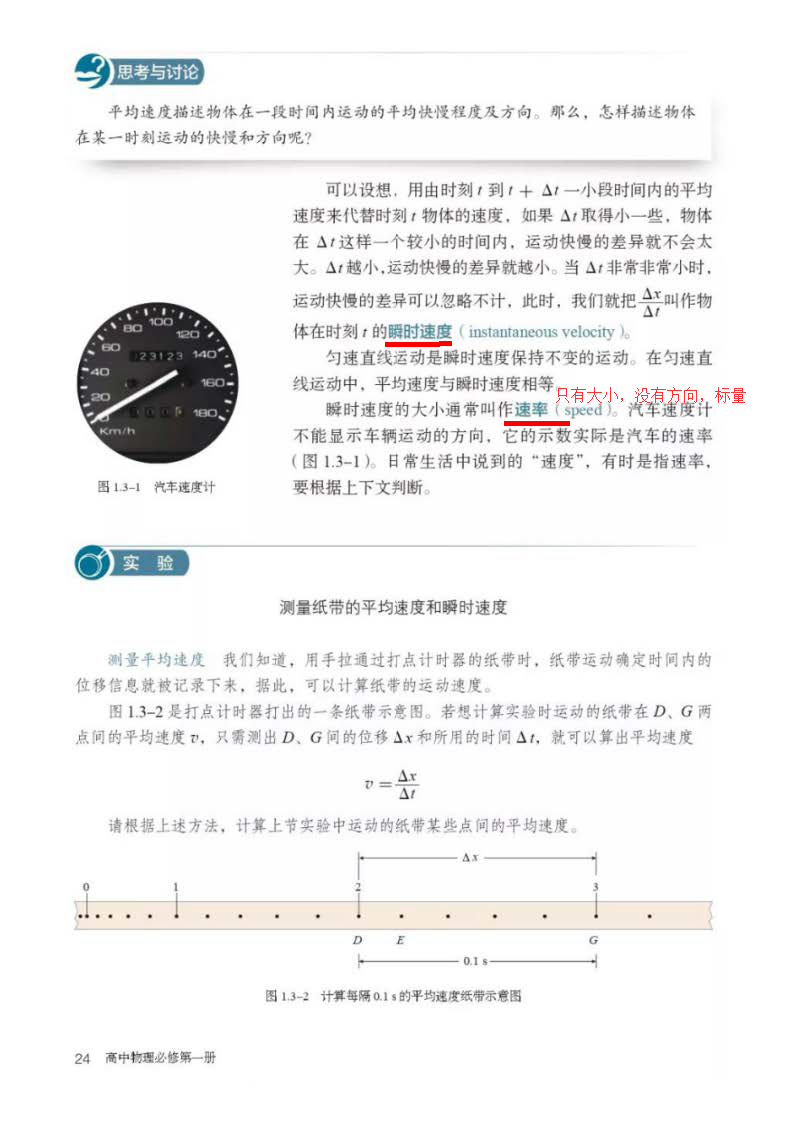 思考与讨论
平均速度描述物体在一段时间内运动的平均快慢程度及方向。那么，怎样描述物体
在某一时刻运动的快慢和方向呢？
可以设想，用由时刻 t 到 t + Δt 一小段时间内的平均
速度来代替时刻 t 物体的速度，如果 Δt 取得小一些，物体
在 Δt 这样一个较小的时间内，运动快慢的差异就不会太
大。Δt 越小，运动快慢的差异就越小。当 Δt 非常非常小时，
运动快慢的差异可以忽略不计，此时，我们就把 Δx/Δt 叫作物
体在时刻 t 的瞬时速度（instantaneous velocity）。
匀速直线运动是瞬时速度保持不变的运动。在匀速直
线运动中，平均速度与瞬时速度相等。
只有大小，没有方向，标量
瞬时速度的大小通常叫作速率（speed）。汽车速度计
不能显示车辆运动的方向，它的示数实际是汽车的速率
（图 1.3-1）。日常生活中说到的“速度”，有时是指速率，
要根据上下文判断。
20
40
60
80
100
120
140
160
180
23123
Km/h
图 1.3-1 汽车速度计
实 验
测量纸带的平均速度和瞬时速度
测量平均速度 我们知道，用手拉通过打点计时器的纸带时，纸带运动确定时间内的
位移信息就被记录下来，据此，可以计算纸带的运动速度。
图 1.3-2 是打点计时器打出的一条纸带示意图。若想计算实验时运动的纸带在 D、G 两
点间的平均速度 v，只需测出 D、G 间的位移 Δx 和所用的时间 Δt，就可以算出平均速度
v = Δx/Δt
请根据上述方法，计算上节实验中运动的纸带某些点间的平均速度。
Δx
0 1 2 3
D E G
0.1 s
图 1.3-2 计算每隔 0.1 s 的平均速度纸带示意图
24 高中物理必修第一册